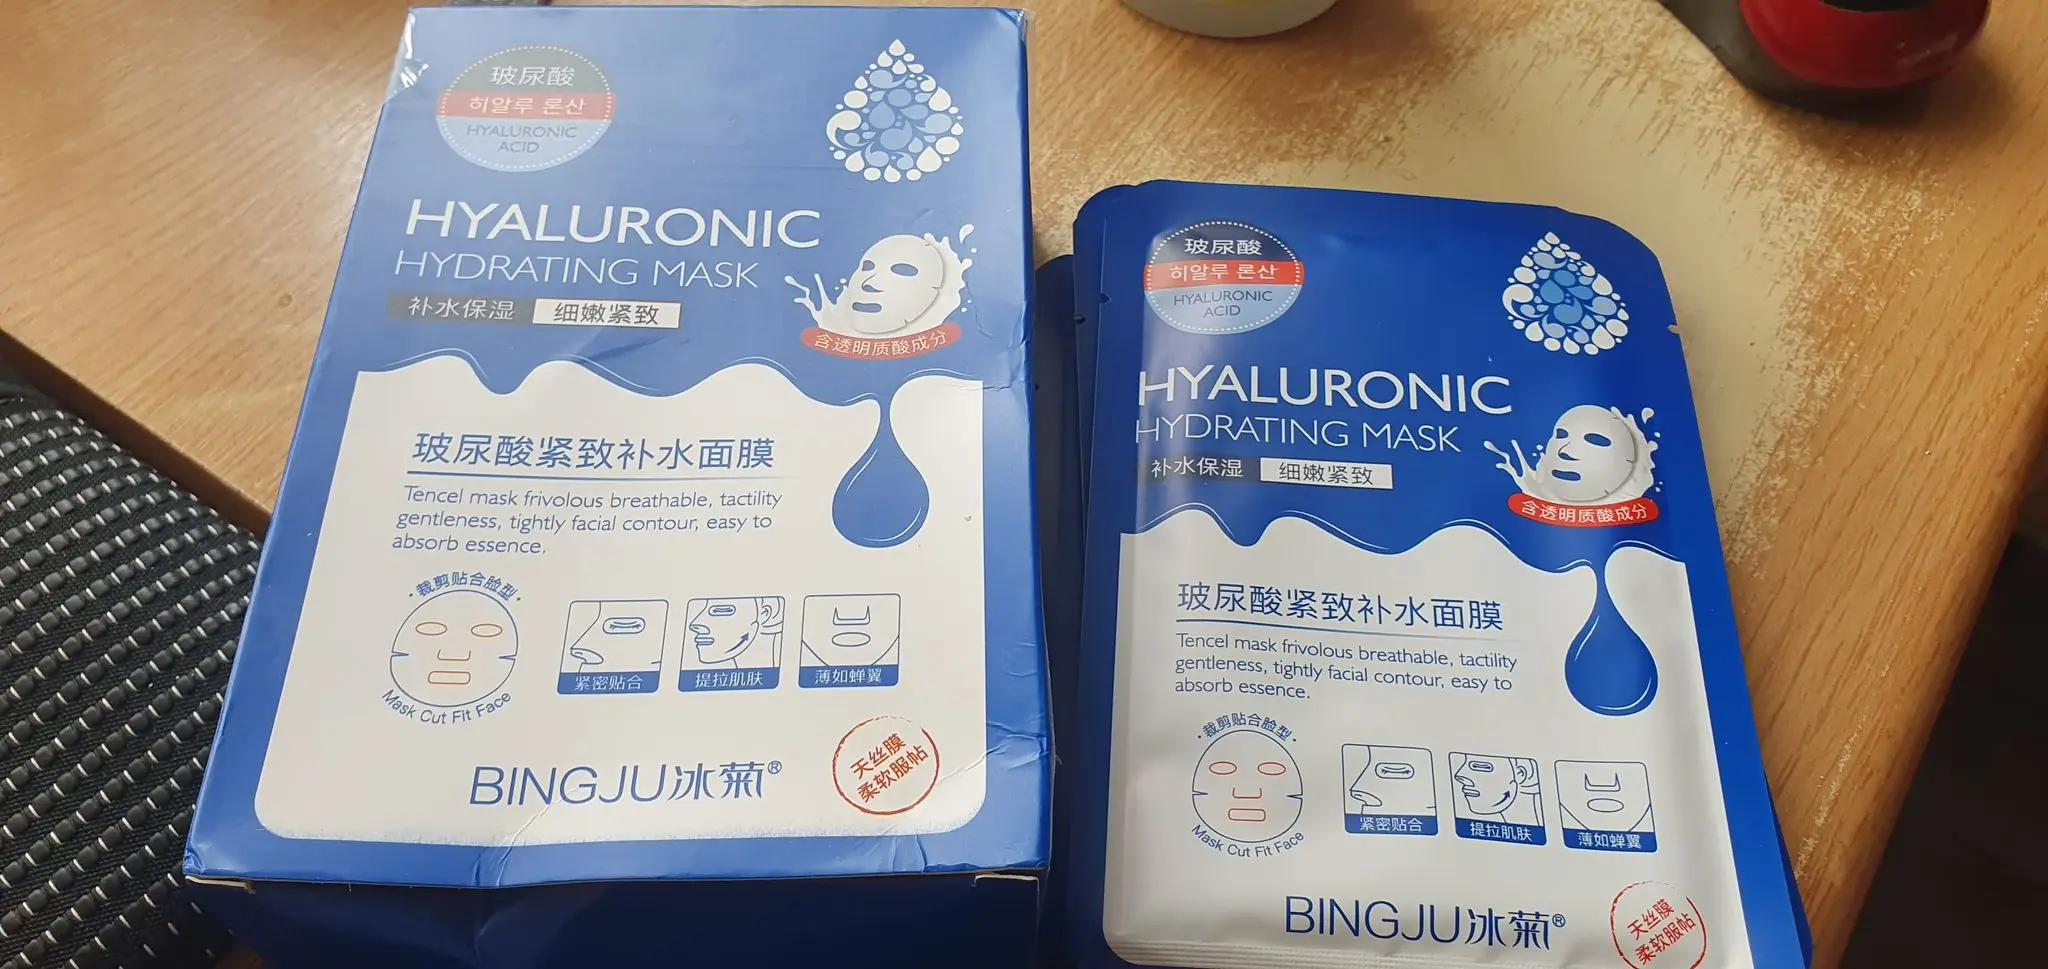 玻尿酸
히알루 론산
HYALURONIC
ACID
HYALURONIC
HYDRATING MASK
补水保湿 细嫩紧致
含透明质酸成分
玻尿酸紧致补水面膜
Tencel mask frivolous breathable, tactility
gentleness, tightly facial contour, easy to
absorb essence.
·裁剪贴合脸型·
Mask Cut Fit Face
紧密贴合 提拉肌肤 薄如蝉翼
BINGJU冰菊®
天丝膜
柔软服帖
玻尿酸
히알루 론산
HYALURONIC
ACID
HYALURONIC
HYDRATING MASK
补水保湿 细嫩紧致
含透明质酸成分
玻尿酸紧致补水面膜
Tencel mask frivolous breathable, tactility
gentleness, tightly facial contour, easy to
absorb essence.
·裁剪贴合脸型·
Mask Cut Fit Face
紧密贴合 提拉肌肤 薄如蝉翼
BINGJU冰菊®
天丝膜
柔软服帖